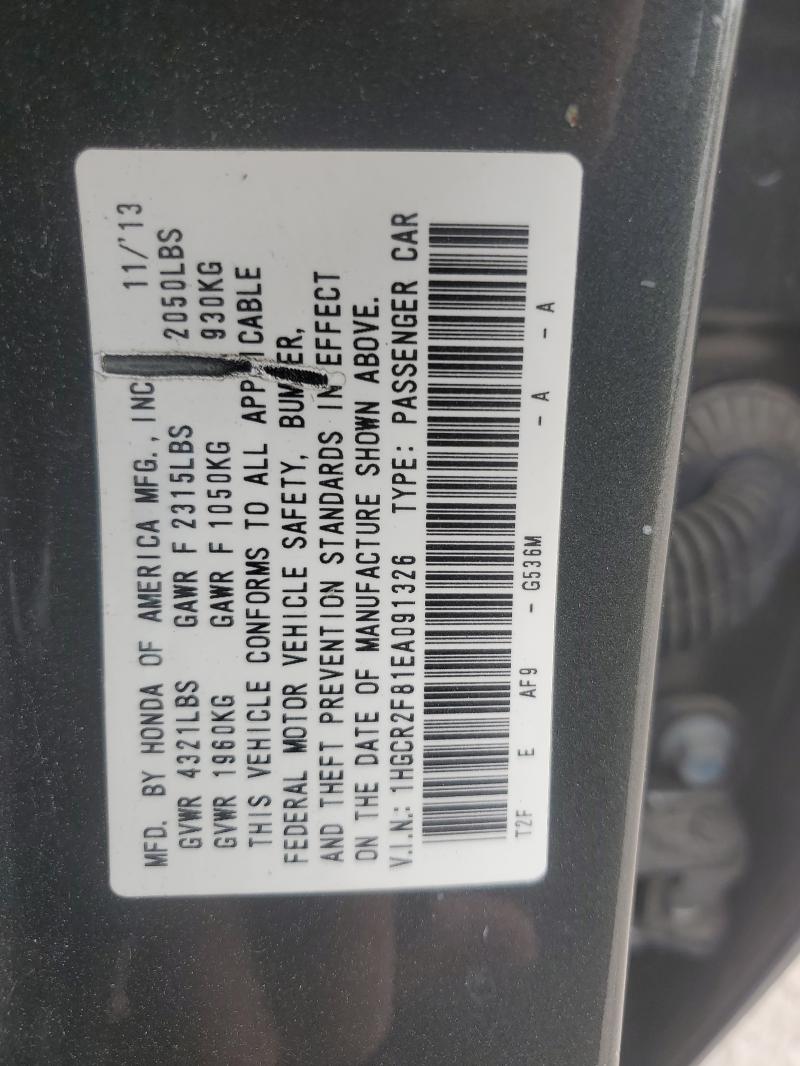 MFD. BY HONDA OF AMERICA MFG., INC 11/'13
GVWR 4321LBS GAWR F 2315LBS 2050LBS
GVWR 1960KG GAWR F 1050KG 930KG
THIS VEHICLE CONFORMS TO ALL APP ICABLE
FEDERAL MOTOR VEHICLE SAFETY, BUM ER,
AND THEFT PREVENTION STANDARDS IN EFFECT
ON THE DATE OF MANUFACTURE SHOWN ABOVE.
V.I.N.: 1HGCR2F81EA091326 TYPE: PASSENGER CAR
T2F E AF9 - G536M - A - A